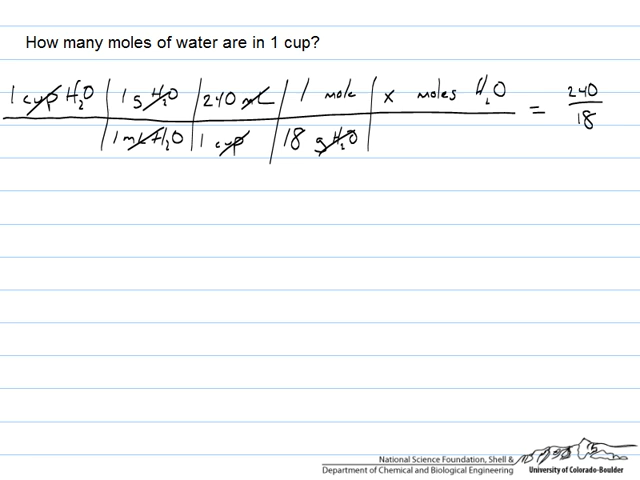 How many moles of water are in 1 cup?
1 cup H₂O | 1 g H₂O | 240 mL | 1 mole | x moles H₂O = 240
1 mL H₂O | 1 cup | 18 g H₂O | 18
National Science Foundation, Shell &
Department of Chemical and Biological Engineering
University of Colorado-Boulder